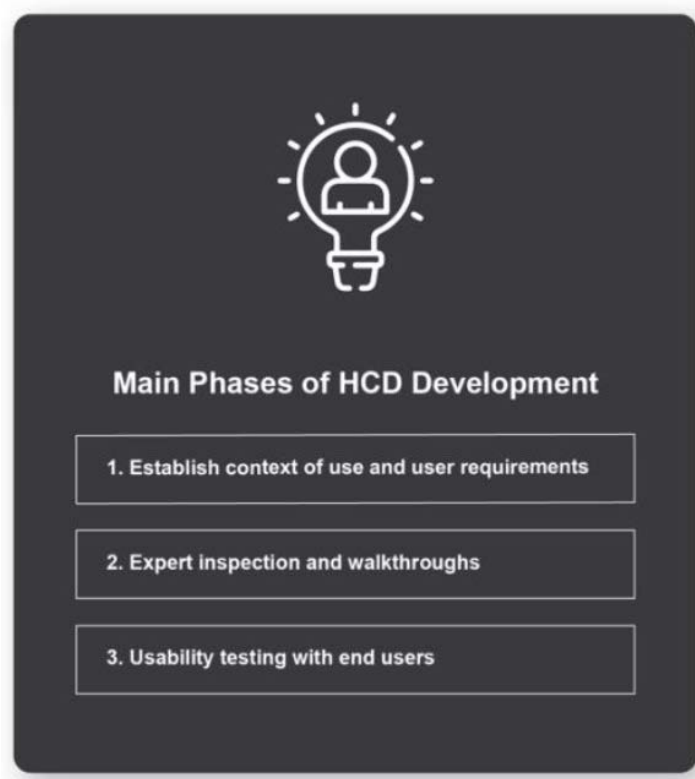 Main Phases of HCD Development
1. Establish context of use and user requirements
2. Expert inspection and walkthroughs
3. Usability testing with end users